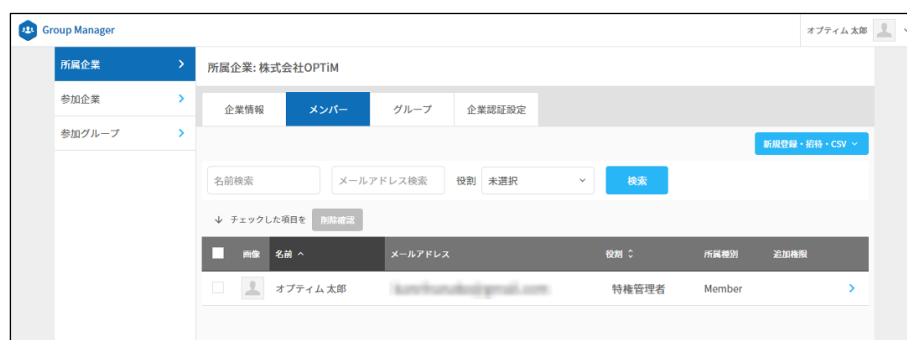 Group Manager
オプティム 太郎
所属企業
所属企業: 株式会社OPTiM
参加企業
参加グループ
企業情報
メンバー
グループ
企業認証設定
新規登録・招待・CSV
名前検索
メールアドレス検索
役割
未選択
検索
↓ チェックした項目を
削除確認
画像
名前
メールアドレス
役割
所属種別
追加権限
オプティム 太郎
特権管理者
Member